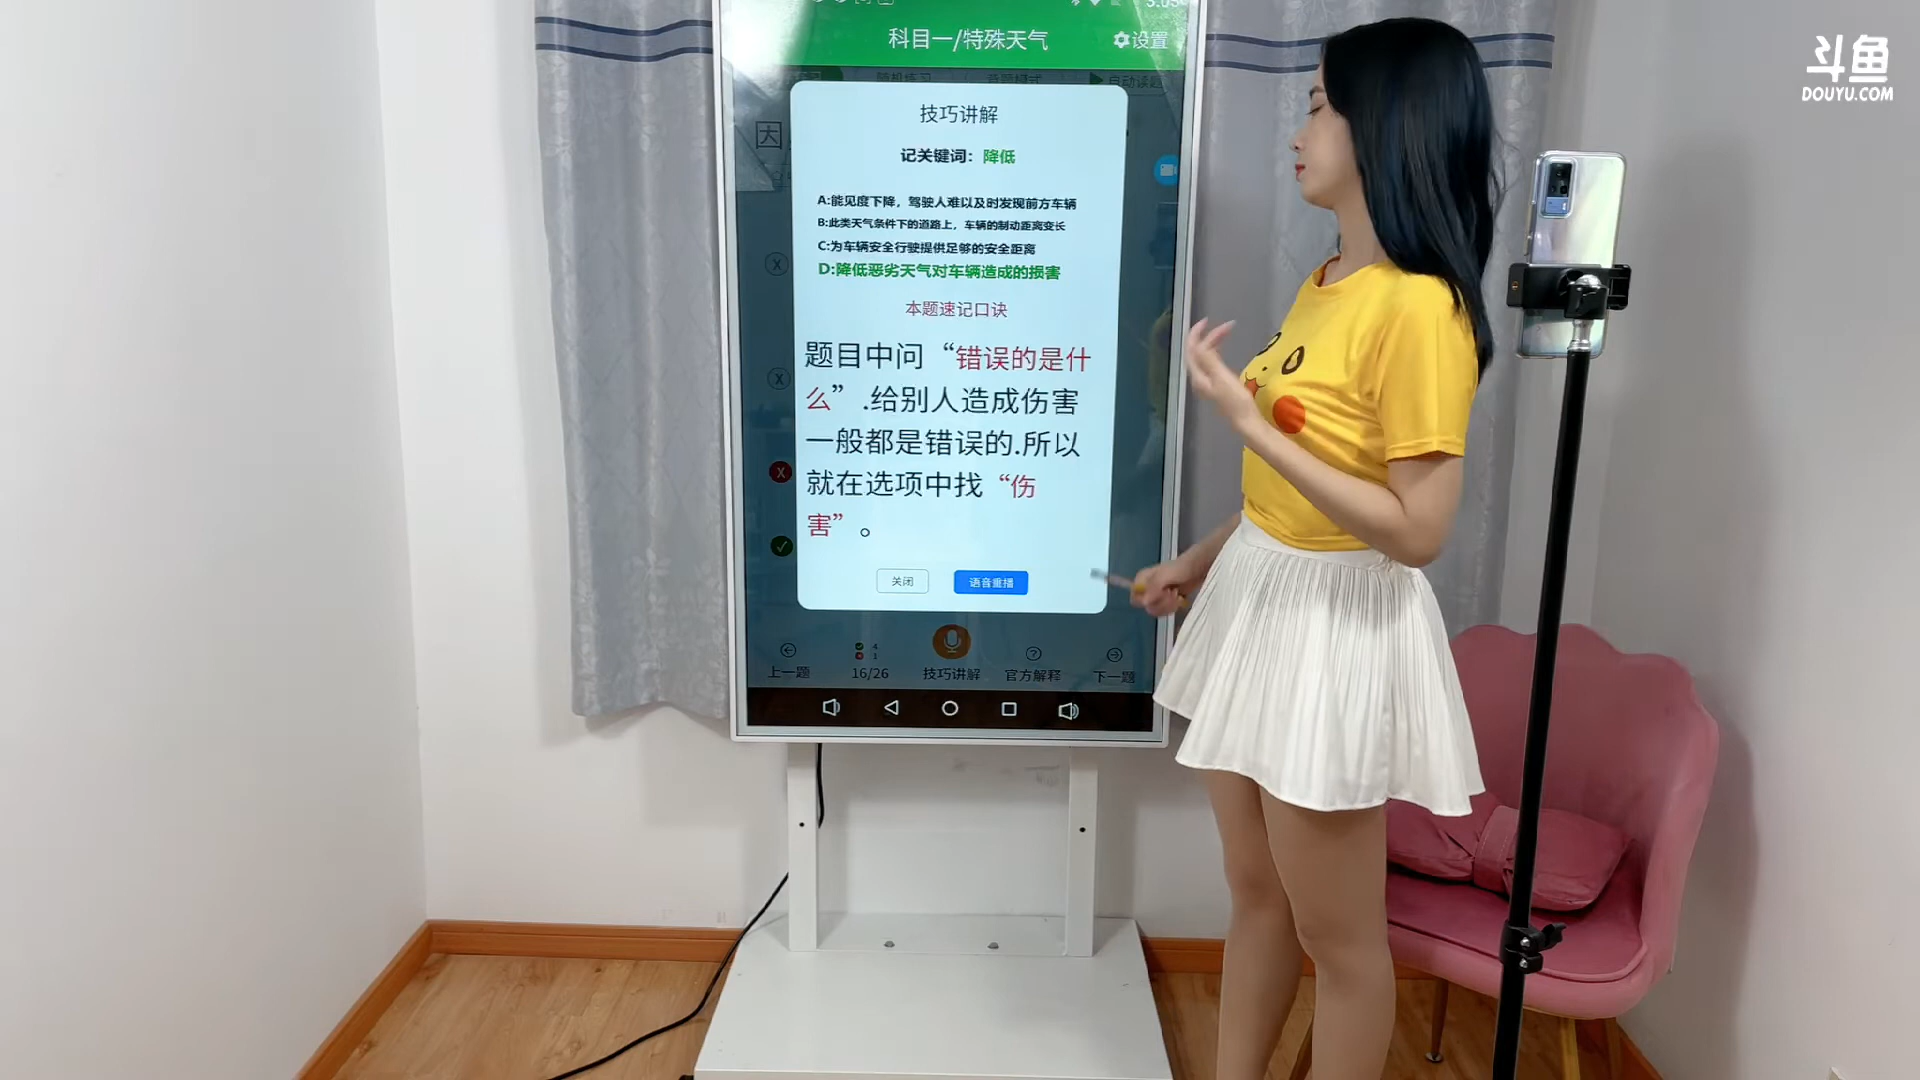 斗鱼
DOUYU.COM
科目一/特殊天气
设置
自动读题
技巧讲解
记关键词：降低
A:能见度下降，驾驶人难以及时发现前方车辆
B:此类天气条件下的道路上，车辆的制动距离变长
C:为车辆安全行驶提供足够的安全距离
D:降低恶劣天气对车辆造成的损害
本题速记口诀
题目中问“错误的是什
么”.给别人造成伤害
一般都是错误的.所以
就在选项中找“伤
害”。
关闭
语音重播
4
1
上一题
16/26
技巧讲解
官方解释
下一题